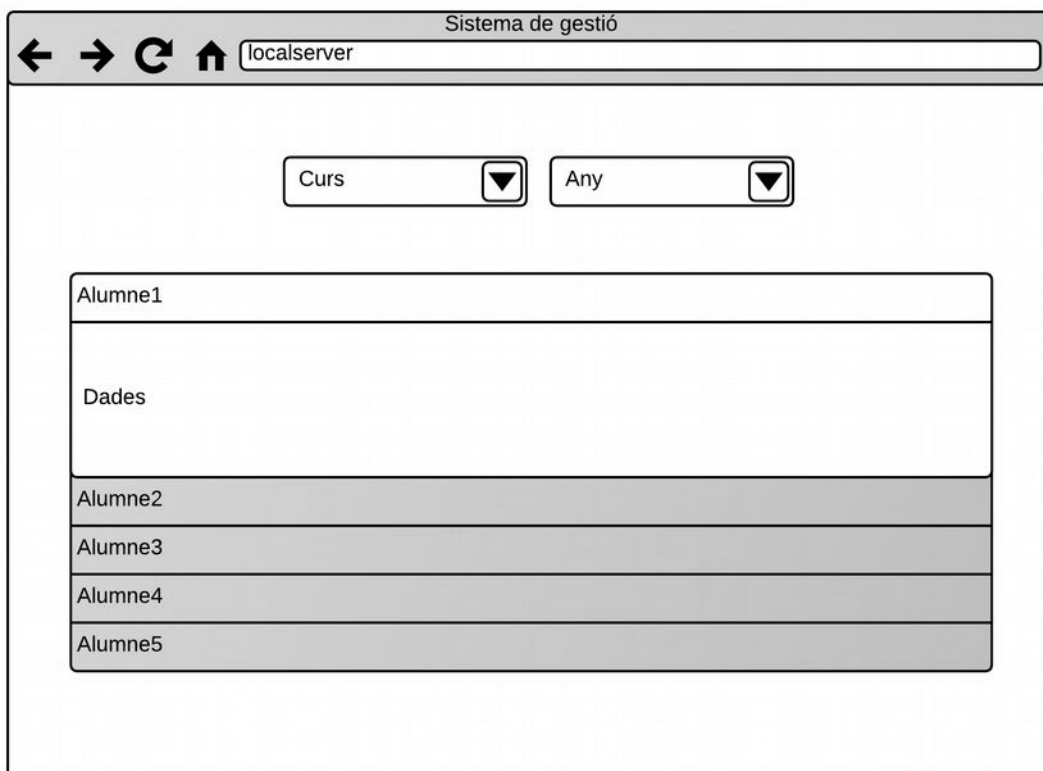 Sistema de gestió
localserver
Curs
Any
Alumne1
Dades
Alumne2
Alumne3
Alumne4
Alumne5